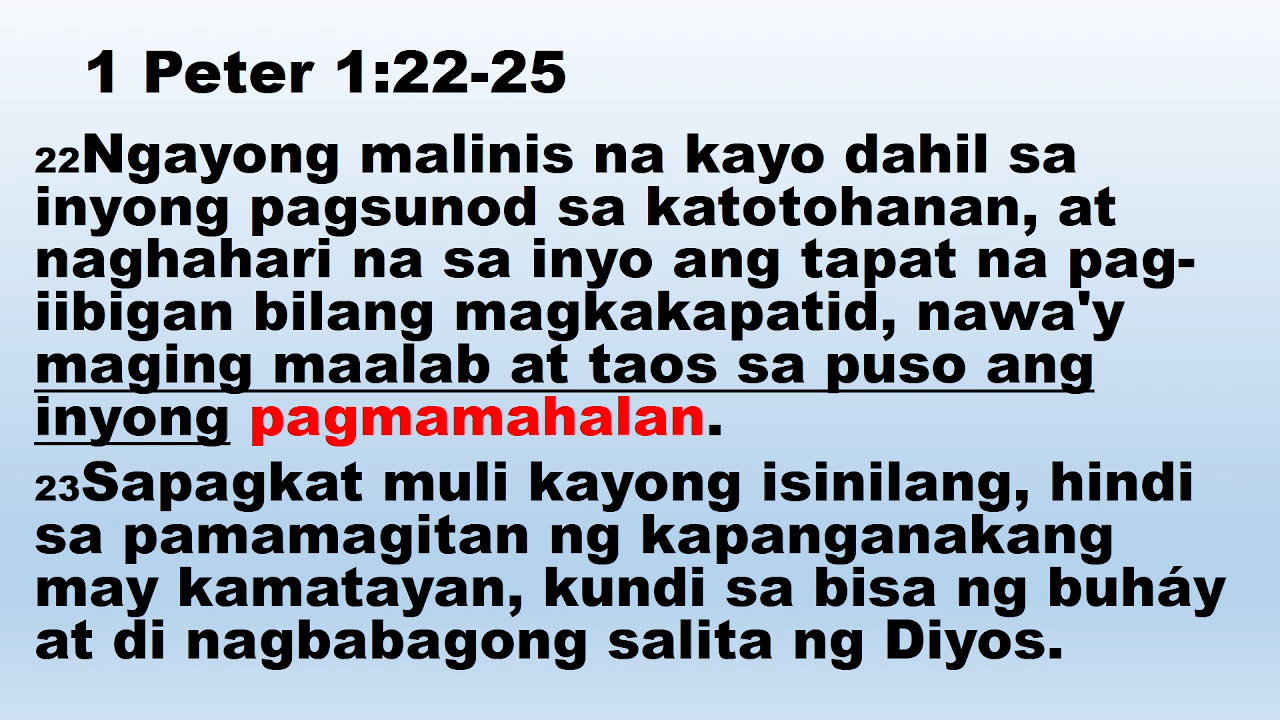 1 Peter 1:22-25
22Ngayong malinis na kayo dahil sa
inyong pagsunod sa katotohanan, at
naghahari na sa inyo ang tapat na pag-
iibigan bilang magkakapatid, nawa'y
maging maalab at taos sa puso ang
inyong pagmamahalan.
23Sapagkat muli kayong isinilang, hindi
sa pamamagitan ng kapanganakang
may kamatayan, kundi sa bisa ng buháy
at di nagbabagong salita ng Diyos.